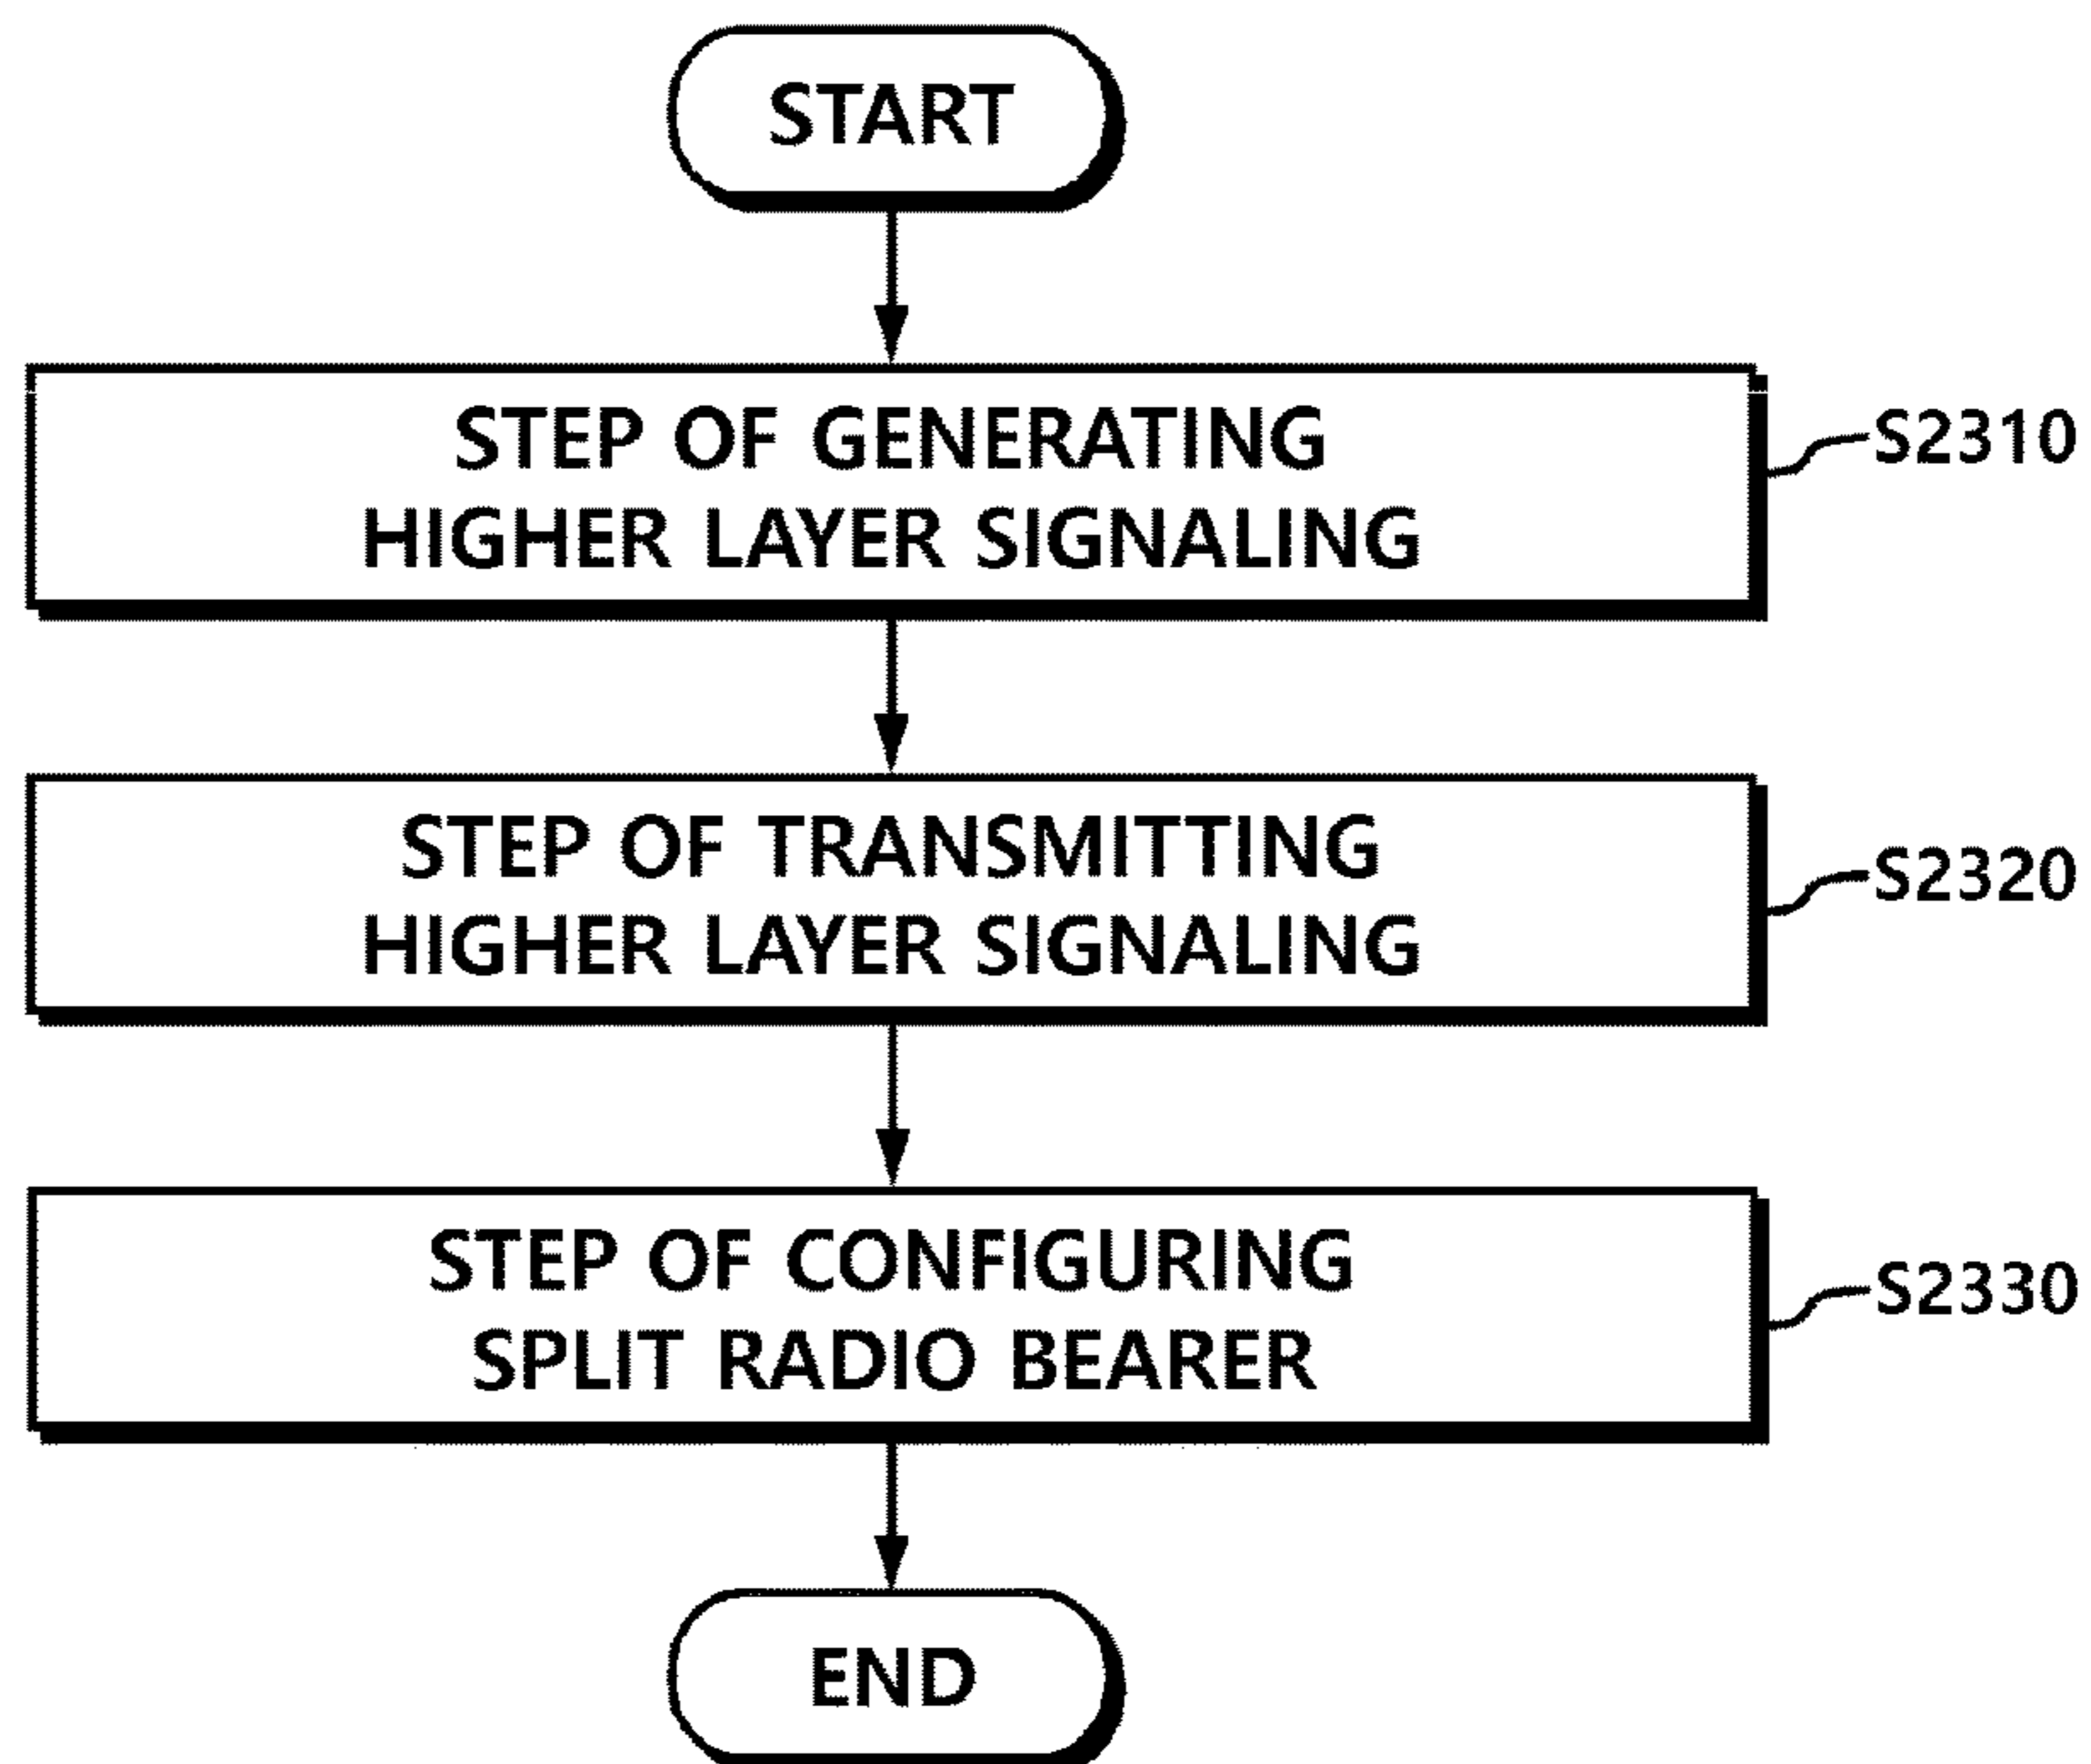 START
STEP OF GENERATING
HIGHER LAYER SIGNALING
S2310
STEP OF TRANSMITTING
HIGHER LAYER SIGNALING
S2320
STEP OF CONFIGURING
SPLIT RADIO BEARER
S2330
END